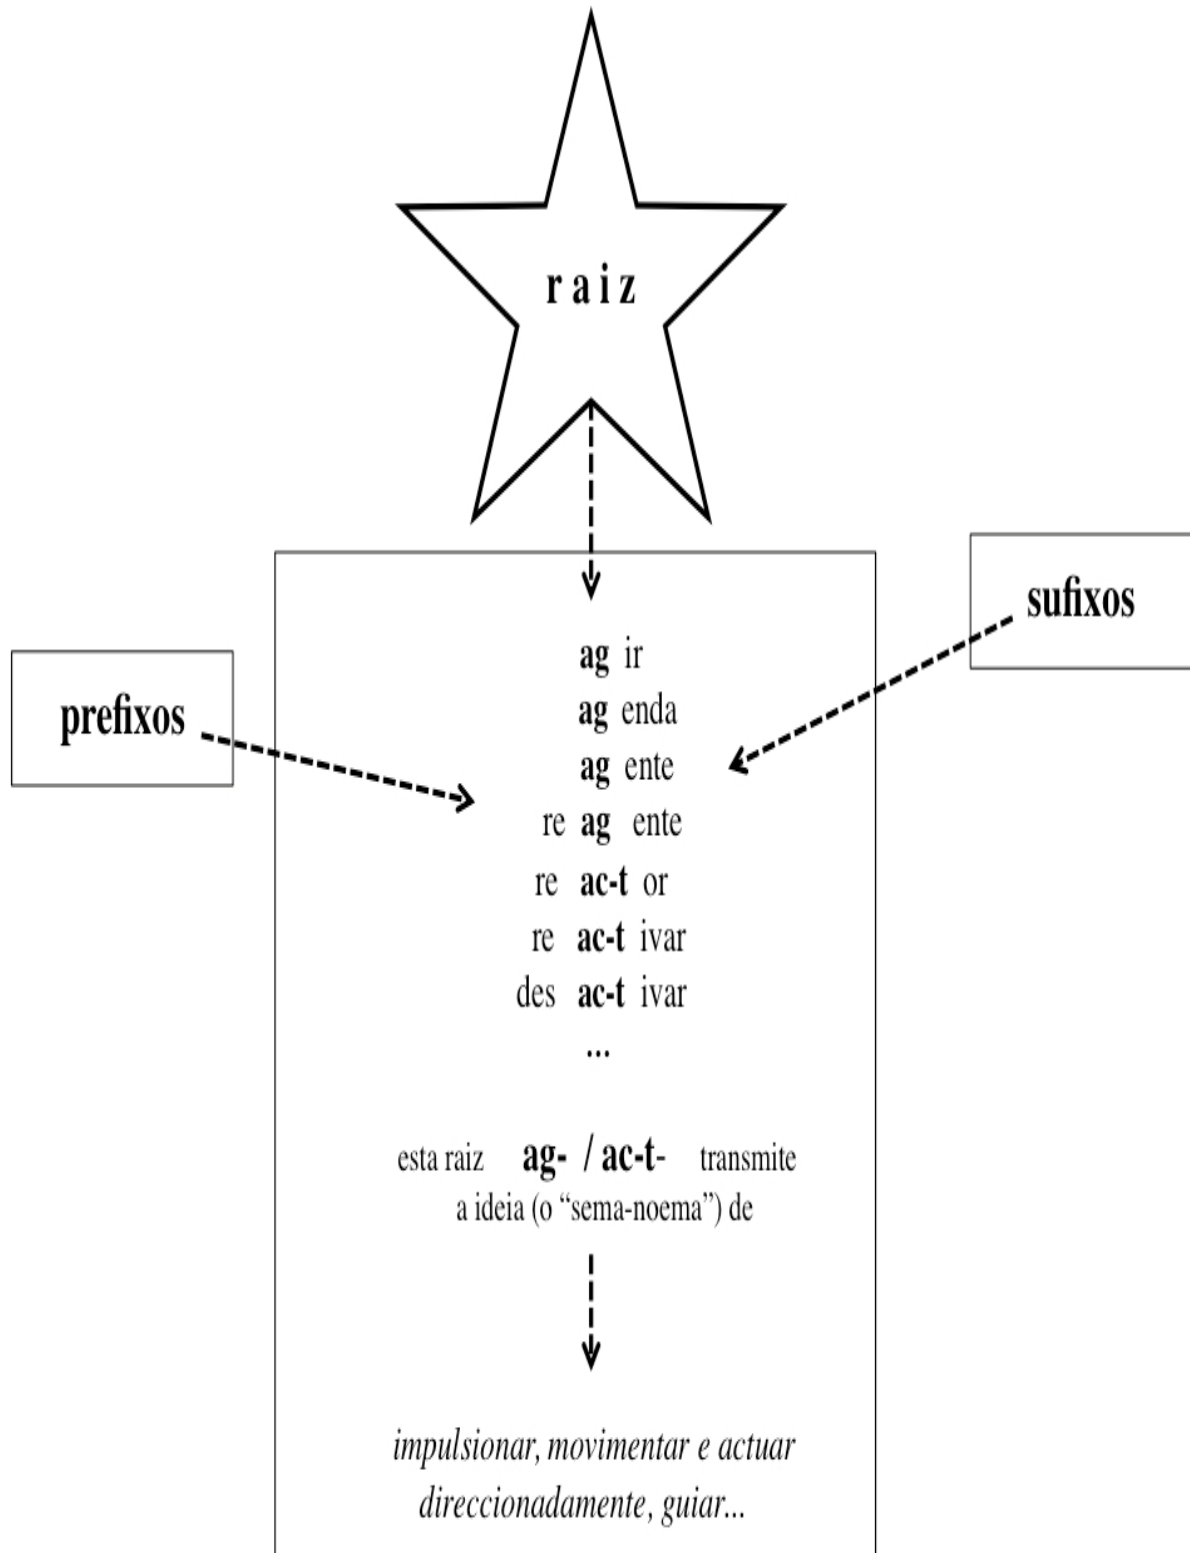 raiz
sufixos
prefixos
ag ir
ag enda
ag ente
re ag ente
re ac-t or
re ac-t ivar
des ac-t ivar
...
esta raiz ag- / ac-t- transmite
a ideia (o “sema-noema”) de
impulsionar, movimentar e actuar
direccionadamente, guiar...